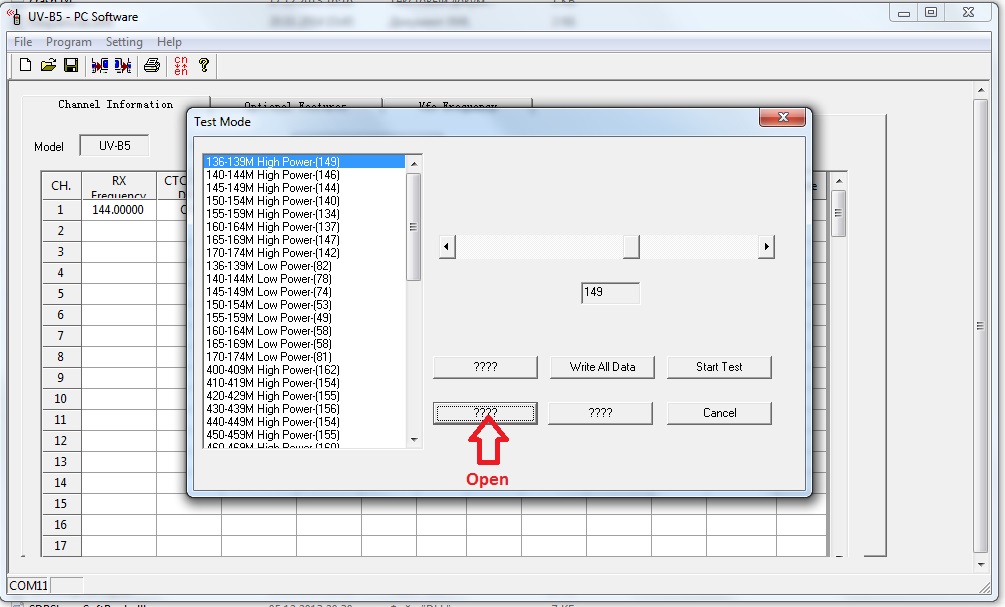 UV-B5 - PC Software
File Program Setting Help
cn
en
Channel Information
Optional Features
Vfo Frequency
Model UV-B5
CH. RX
Frequency
1 144.00000
2
3
4
5
6
7
8
9
10
11
12
13
14
15
16
17
Test Mode
136-139M High Power-(149)
140-144M High Power-(146)
145-149M High Power-(144)
150-154M High Power-(140)
155-159M High Power-(134)
160-164M High Power-(137)
165-169M High Power-(147)
170-174M High Power-(142)
136-139M Low Power-(82)
140-144M Low Power-(78)
145-149M Low Power-(74)
150-154M Low Power-(53)
155-159M Low Power-(49)
160-164M Low Power-(58)
165-169M Low Power-(58)
170-174M Low Power-(81)
400-409M High Power-(162)
410-419M High Power-(154)
420-429M High Power-(155)
430-439M High Power-(156)
440-449M High Power-(154)
450-459M High Power-(155)
460-469M High Power-(160)
149
???? Write All Data Start Test
???? ???? Cancel
Open
COM11